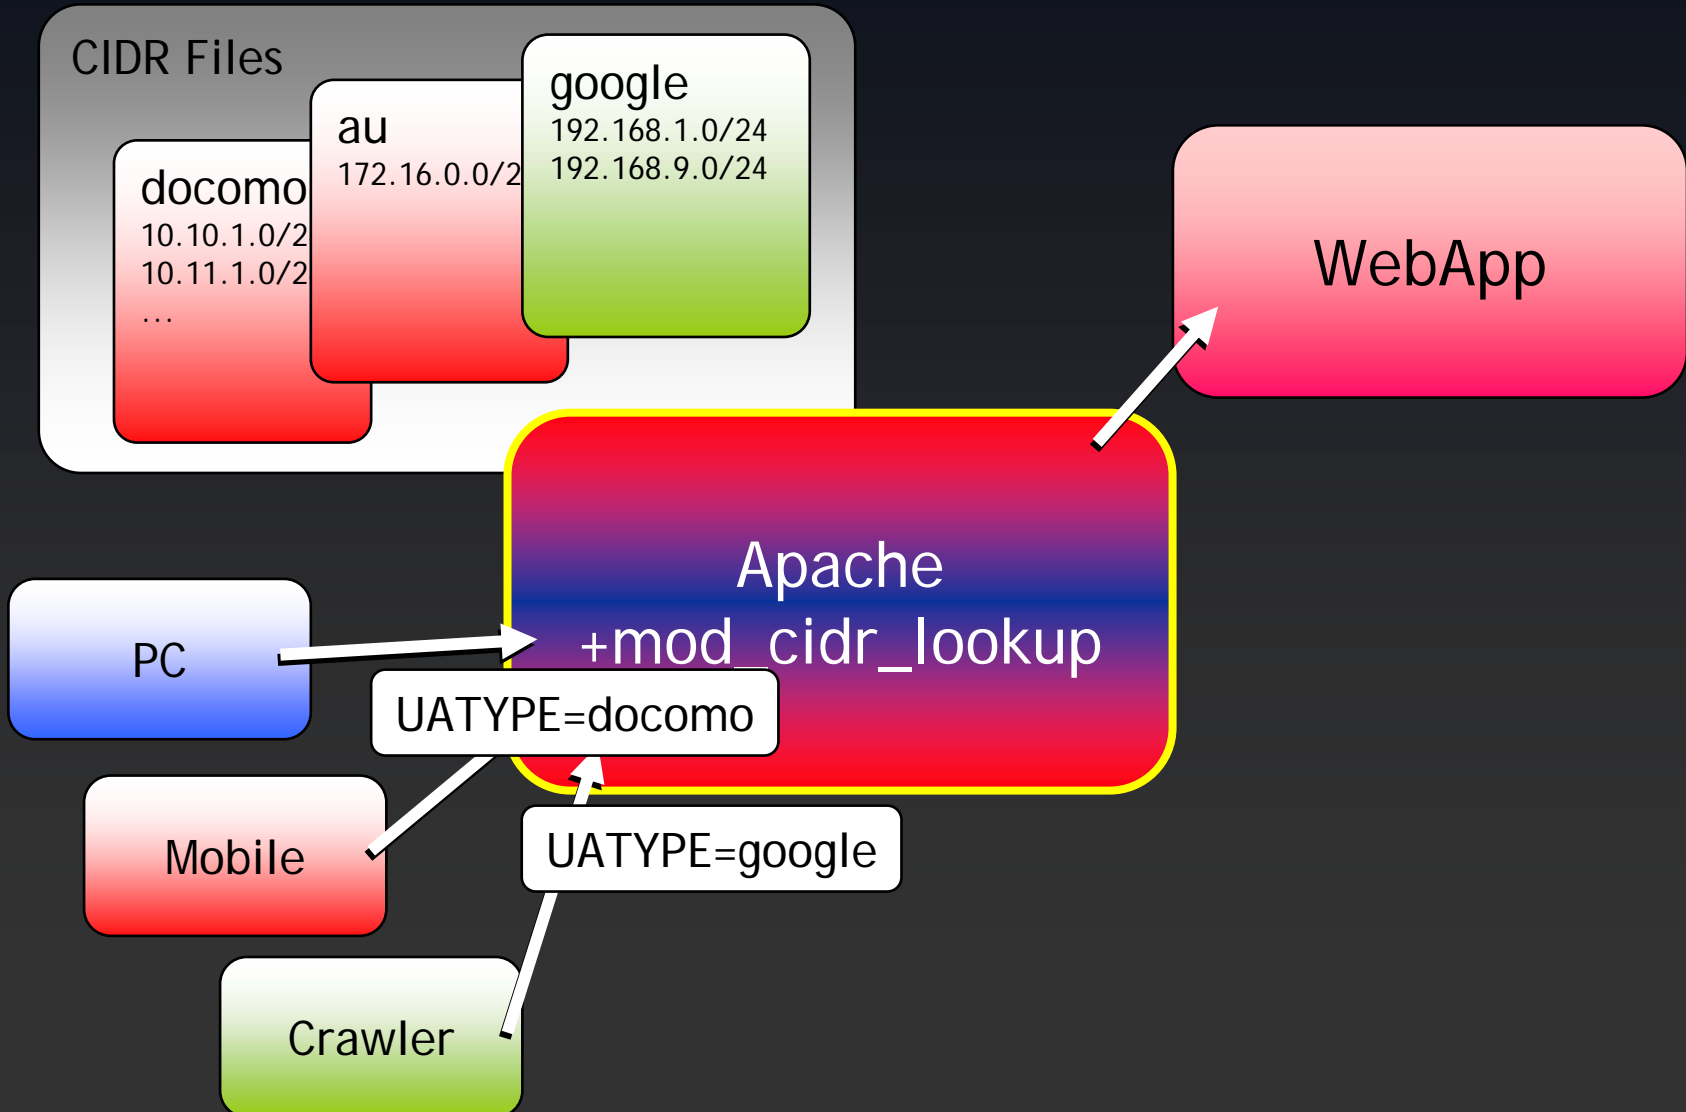 CIDR Files
docomo
10.10.1.0/2
10.11.1.0/2
...
au
172.16.0.0/2
google
192.168.1.0/24
192.168.9.0/24
WebApp
Apache
+mod_cidr_lookup
PC
UATYPE=docomo
Mobile
UATYPE=google
Crawler